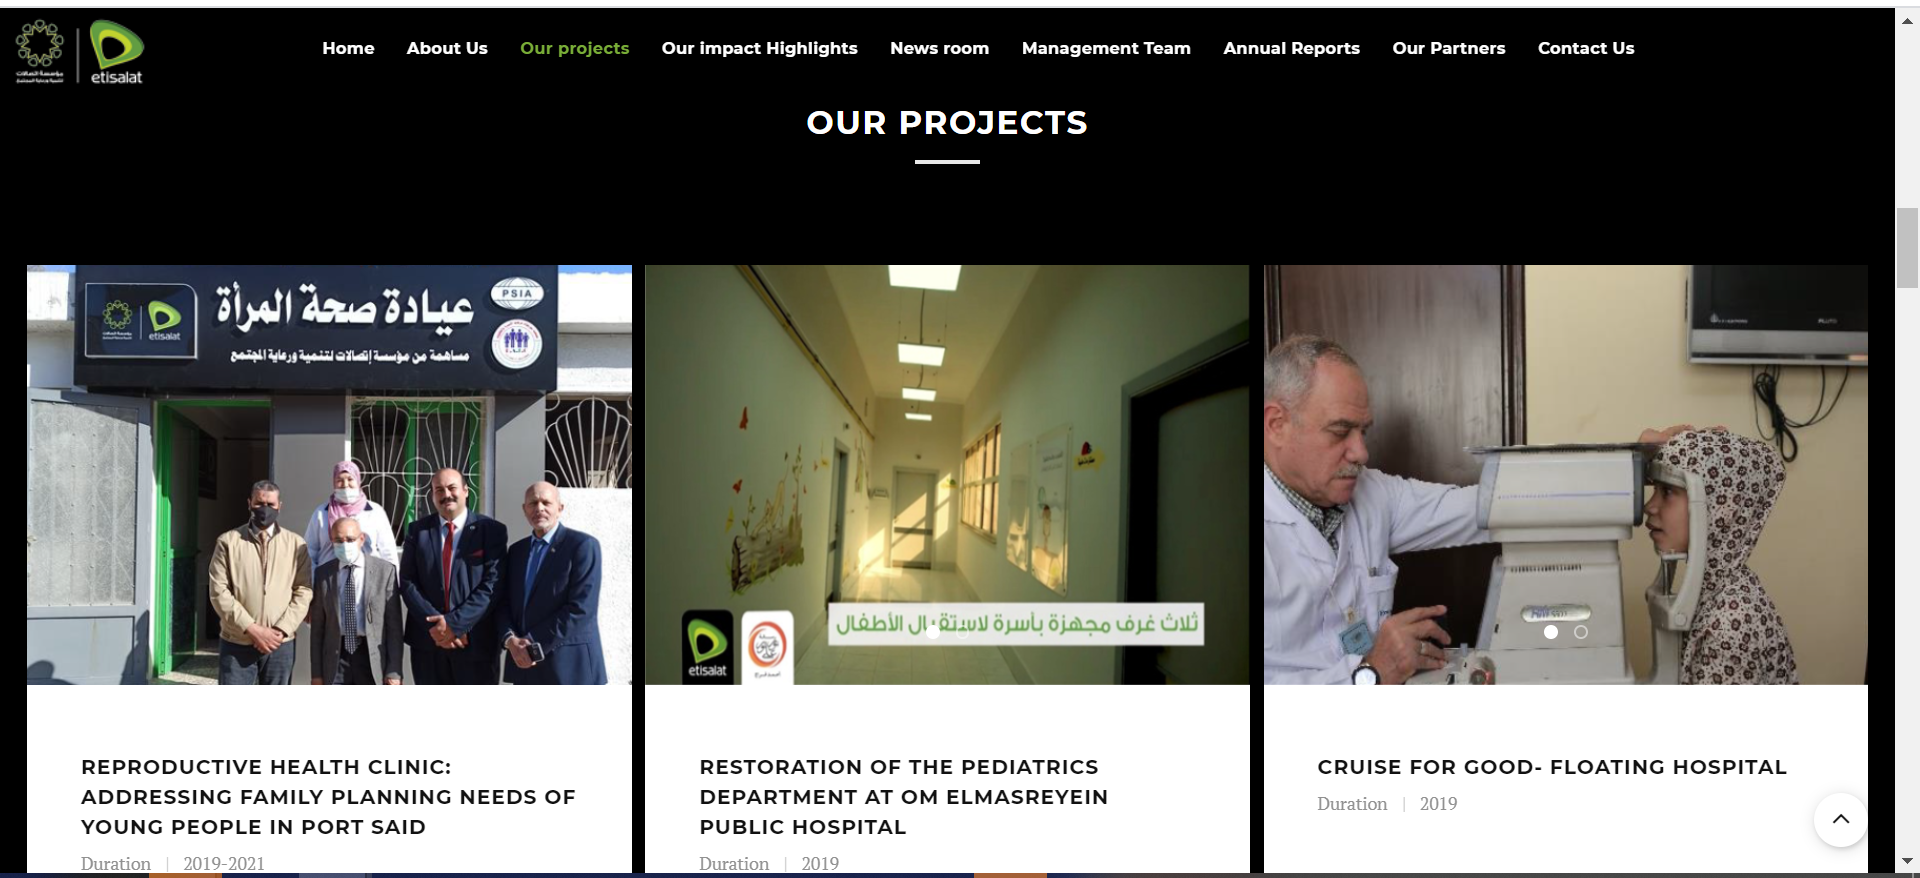 etisalat
Home
About Us
Our projects
Our impact Highlights
News room
Management Team
Annual Reports
Our Partners
Contact Us
OUR PROJECTS
عيادة صحة المرأة
PSIA
etisalat
مساهمة من مؤسسة إتصالات لتنمية ورعاية المجتمع
ثلاث غرف مجهزة بأسرة لاستقبال الأطفال
etisalat
REPRODUCTIVE HEALTH CLINIC:
ADDRESSING FAMILY PLANNING NEEDS OF
YOUNG PEOPLE IN PORT SAID
Duration | 2019-2021
RESTORATION OF THE PEDIATRICS
DEPARTMENT AT OM ELMASREYEIN
PUBLIC HOSPITAL
Duration | 2019
CRUISE FOR GOOD- FLOATING HOSPITAL
Duration | 2019